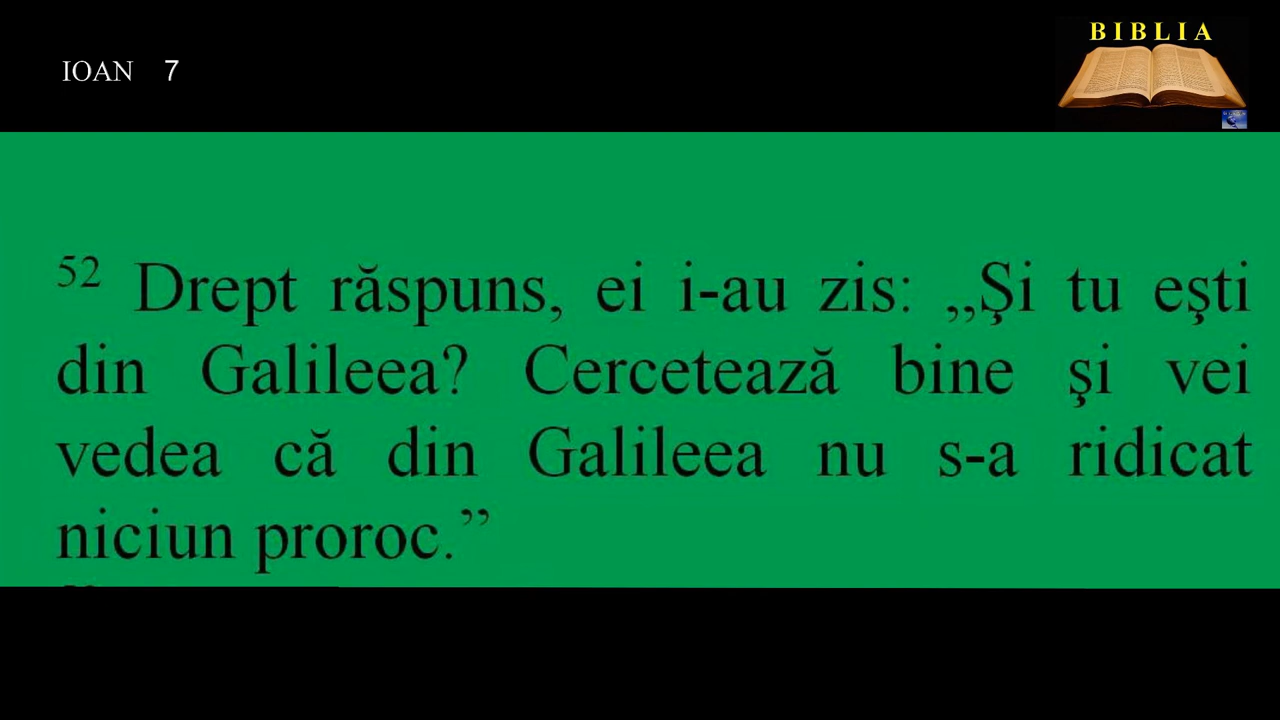 BIBLIA
IOAN 7
52 Drept răspuns, ei i-au zis: „Şi tu eşti
din Galileea? Cercetează bine şi vei
vedea că din Galileea nu s-a ridicat
niciun proroc.”